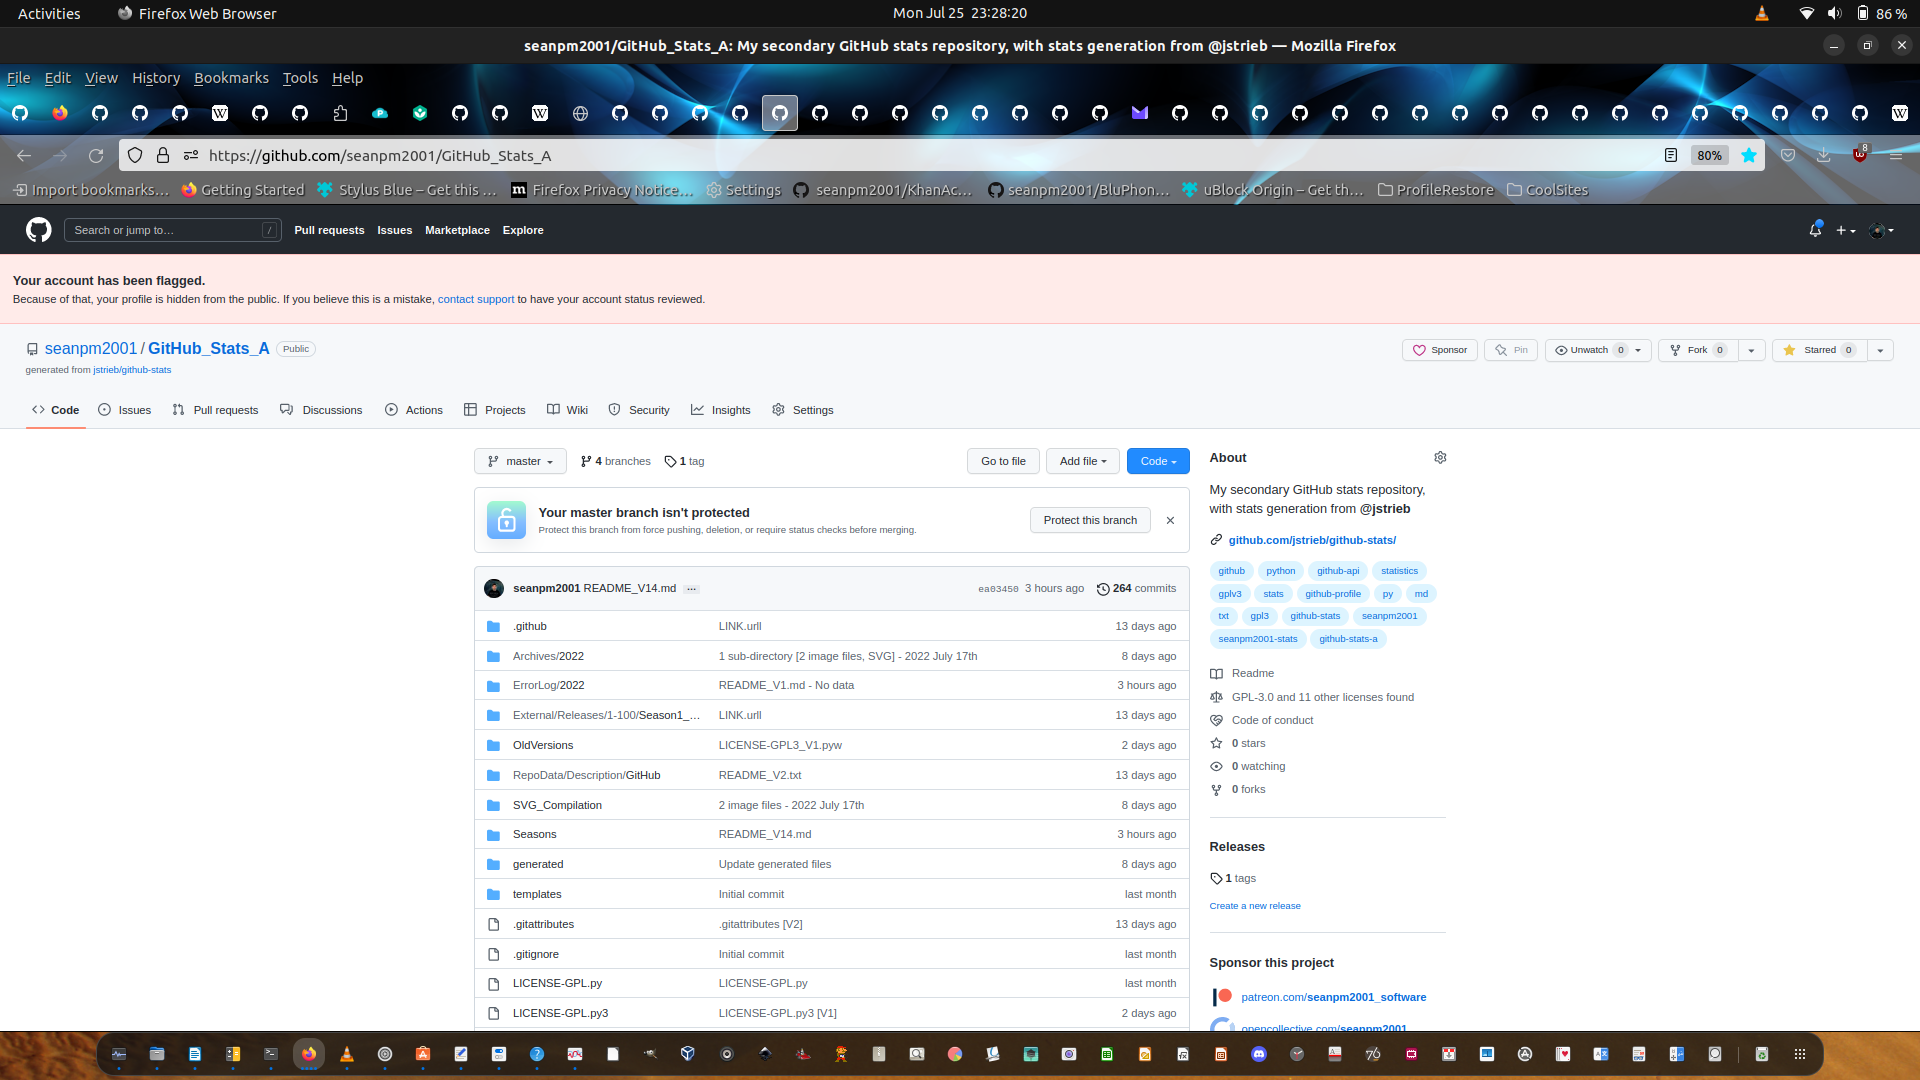 Activities Firefox Web Browser Mon Jul 25 23:28:20 86 %
seanpm2001/GitHub_Stats_A: My secondary GitHub stats repository, with stats generation from @jstrieb — Mozilla Firefox
File Edit View History Bookmarks Tools Help
https://github.com/seanpm2001/GitHub_Stats_A 80% 8
Import bookmarks… Getting Started Stylus Blue – Get this … Firefox Privacy Notice… Settings seanpm2001/KhanAc… seanpm2001/BluPhon… uBlock Origin – Get th… ProfileRestore CoolSites
Search or jump to… / Pull requests Issues Marketplace Explore
Your account has been flagged.
Because of that, your profile is hidden from the public. If you believe this is a mistake, contact support to have your account status reviewed.
seanpm2001 / GitHub_Stats_A Public
Sponsor Pin Unwatch 0 Fork 0 Starred 0
generated from jstrieb/github-stats
Code Issues Pull requests Discussions Actions Projects Wiki Security Insights Settings
master 4 branches 1 tag Go to file Add file Code
Your master branch isn't protected
Protect this branch from force pushing, deletion, or require status checks before merging.
Protect this branch
seanpm2001 README_V14.md … ea03450 3 hours ago 264 commits
.github LINK.urll 13 days ago
Archives/2022 1 sub-directory [2 image files, SVG] - 2022 July 17th 8 days ago
ErrorLog/2022 README_V1.md - No data 3 hours ago
External/Releases/1-100/Season1_… LINK.urll 13 days ago
OldVersions LICENSE-GPL3_V1.pyw 2 days ago
RepoData/Description/GitHub README_V2.txt 13 days ago
SVG_Compilation 2 image files - 2022 July 17th 8 days ago
Seasons README_V14.md 3 hours ago
generated Update generated files 8 days ago
templates Initial commit last month
.gitattributes .gitattributes [V2] 13 days ago
.gitignore Initial commit last month
LICENSE-GPL.py LICENSE-GPL.py last month
LICENSE-GPL.py3 LICENSE-GPL.py3 [V1] 2 days ago
About
My secondary GitHub stats repository,
with stats generation from @jstrieb
github.com/jstrieb/github-stats/
github python github-api statistics
gplv3 stats github-profile py md
txt gpl3 github-stats seanpm2001
seanpm2001-stats github-stats-a
Readme
GPL-3.0 and 11 other licenses found
Code of conduct
0 stars
0 watching
0 forks
Releases
1 tags
Create a new release
Sponsor this project
patreon.com/seanpm2001_software
opencollective.com/seanpm2001